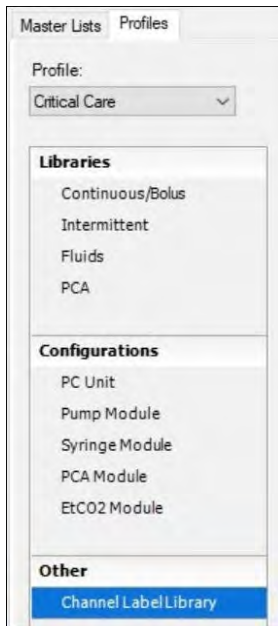 Master Lists Profiles
Profile:
Critical Care
Libraries
Continuous/Bolus
Intermittent
Fluids
PCA
Configurations
PC Unit
Pump Module
Syringe Module
PCA Module
EtCO2 Module
Other
Channel Label Library